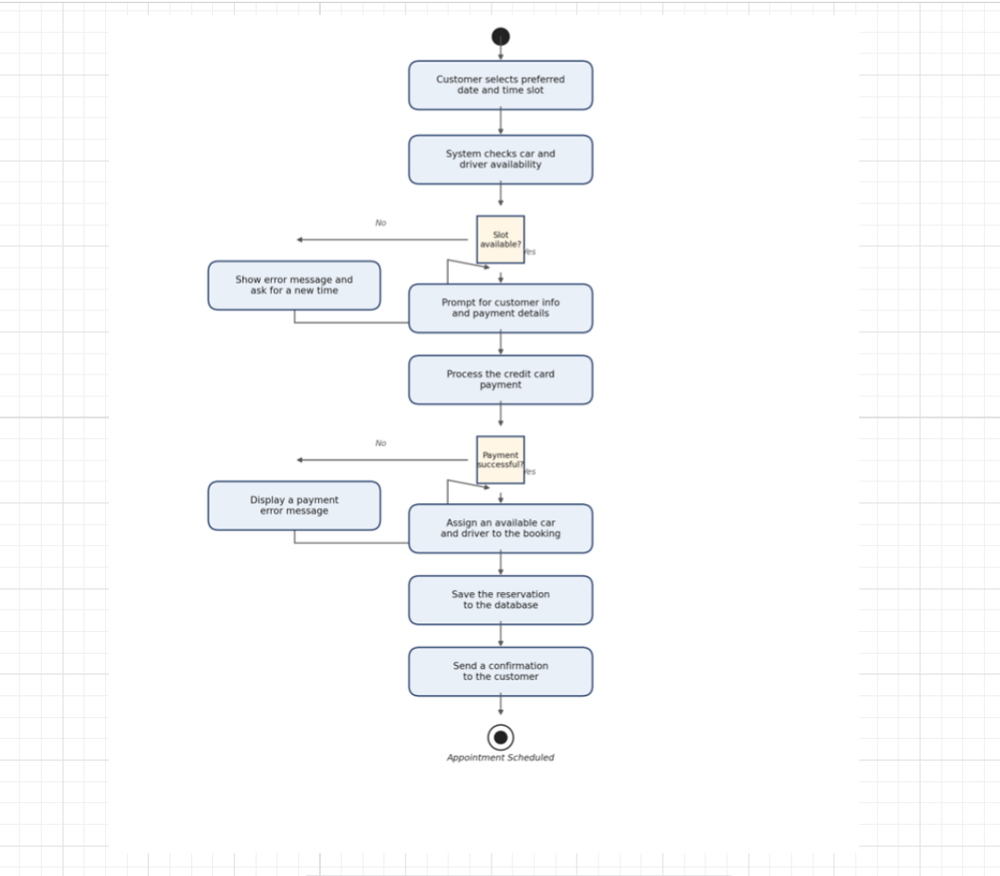 Customer selects preferred
date and time slot
System checks car and
driver availability
No
Slot
available?
Yes
Show error message and
ask for a new time
Prompt for customer info
and payment details
Process the credit card
payment
No
Payment
successful?
Yes
Display a payment
error message
Assign an available car
and driver to the booking
Save the reservation
to the database
Send a confirmation
to the customer
Appointment Scheduled